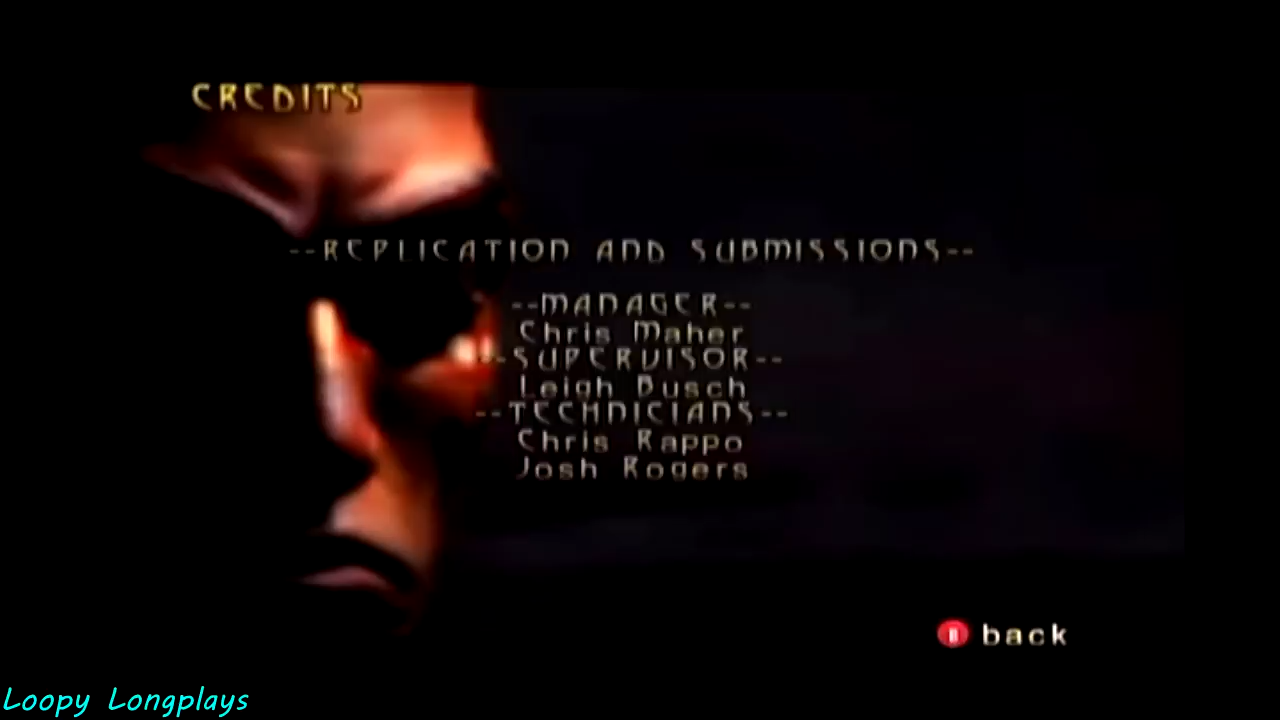 CREDITS
--REPLICATION AND SUBMISSIONS--
--MANAGER--
Chris Maher
--SUPERVISOR--
Leigh Busch
--TECHNICIANS--
Chris Rappo
Josh Rogers
B back
Loopy Longplays